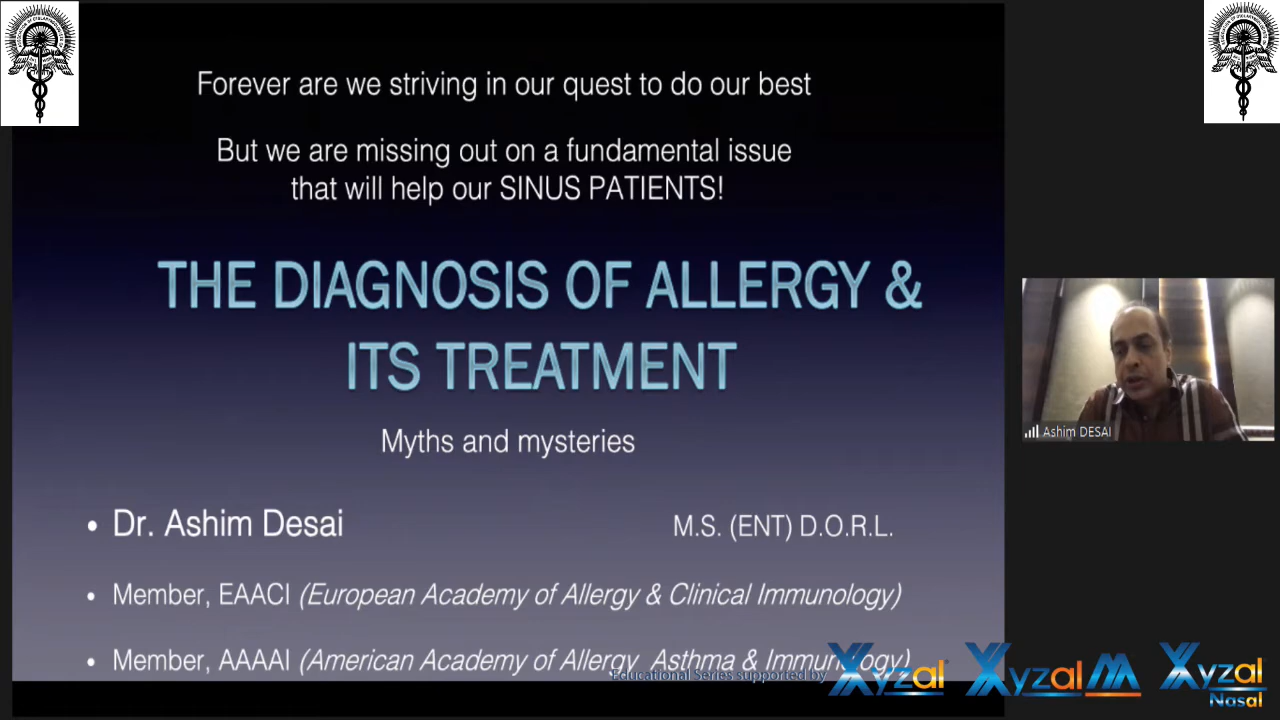 Forever are we striving in our quest to do our best
But we are missing out on a fundamental issue
that will help our SINUS PATIENTS!
THE DIAGNOSIS OF ALLERGY &
ITS TREATMENT
Myths and mysteries
• Dr. Ashim Desai M.S. (ENT) D.O.R.L.
• Member, EAACI (European Academy of Allergy & Clinical Immunology)
• Member, AAAAI (American Academy of Allergy Asthma & Immunology)
Ashim DESAI
Educational Series supported by
Xyzal Xyzal M Xyzal
Nasal